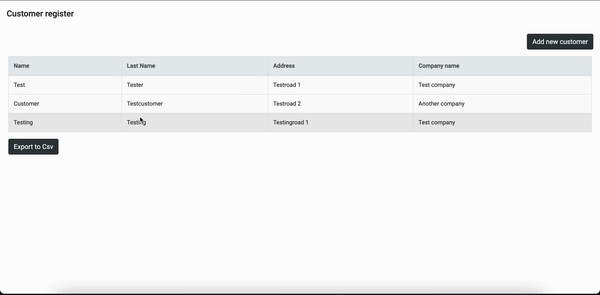 Customer register
Add new customer
Name Last Name Address Company name
Test Tester Testroad 1 Test company
Customer Testcustomer Testroad 2 Another company
Testing Testing Testingroad 1 Test company
Export to Csv